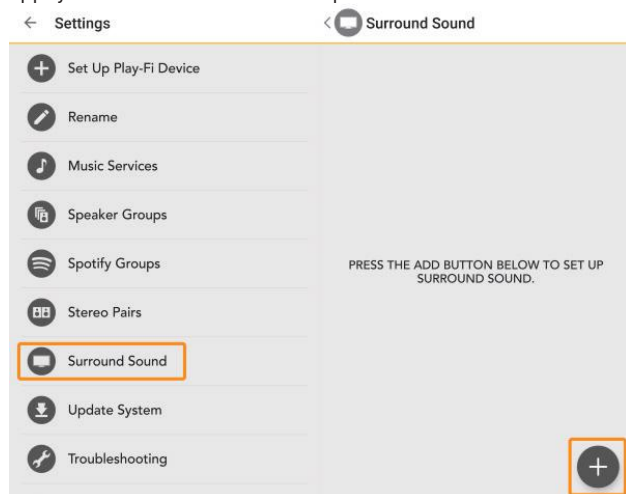 Settings
Set Up Play-Fi Device
Rename
Music Services
Speaker Groups
Spotify Groups
Stereo Pairs
Surround Sound
Update System
Troubleshooting
Surround Sound
PRESS THE ADD BUTTON BELOW TO SET UP
SURROUND SOUND.